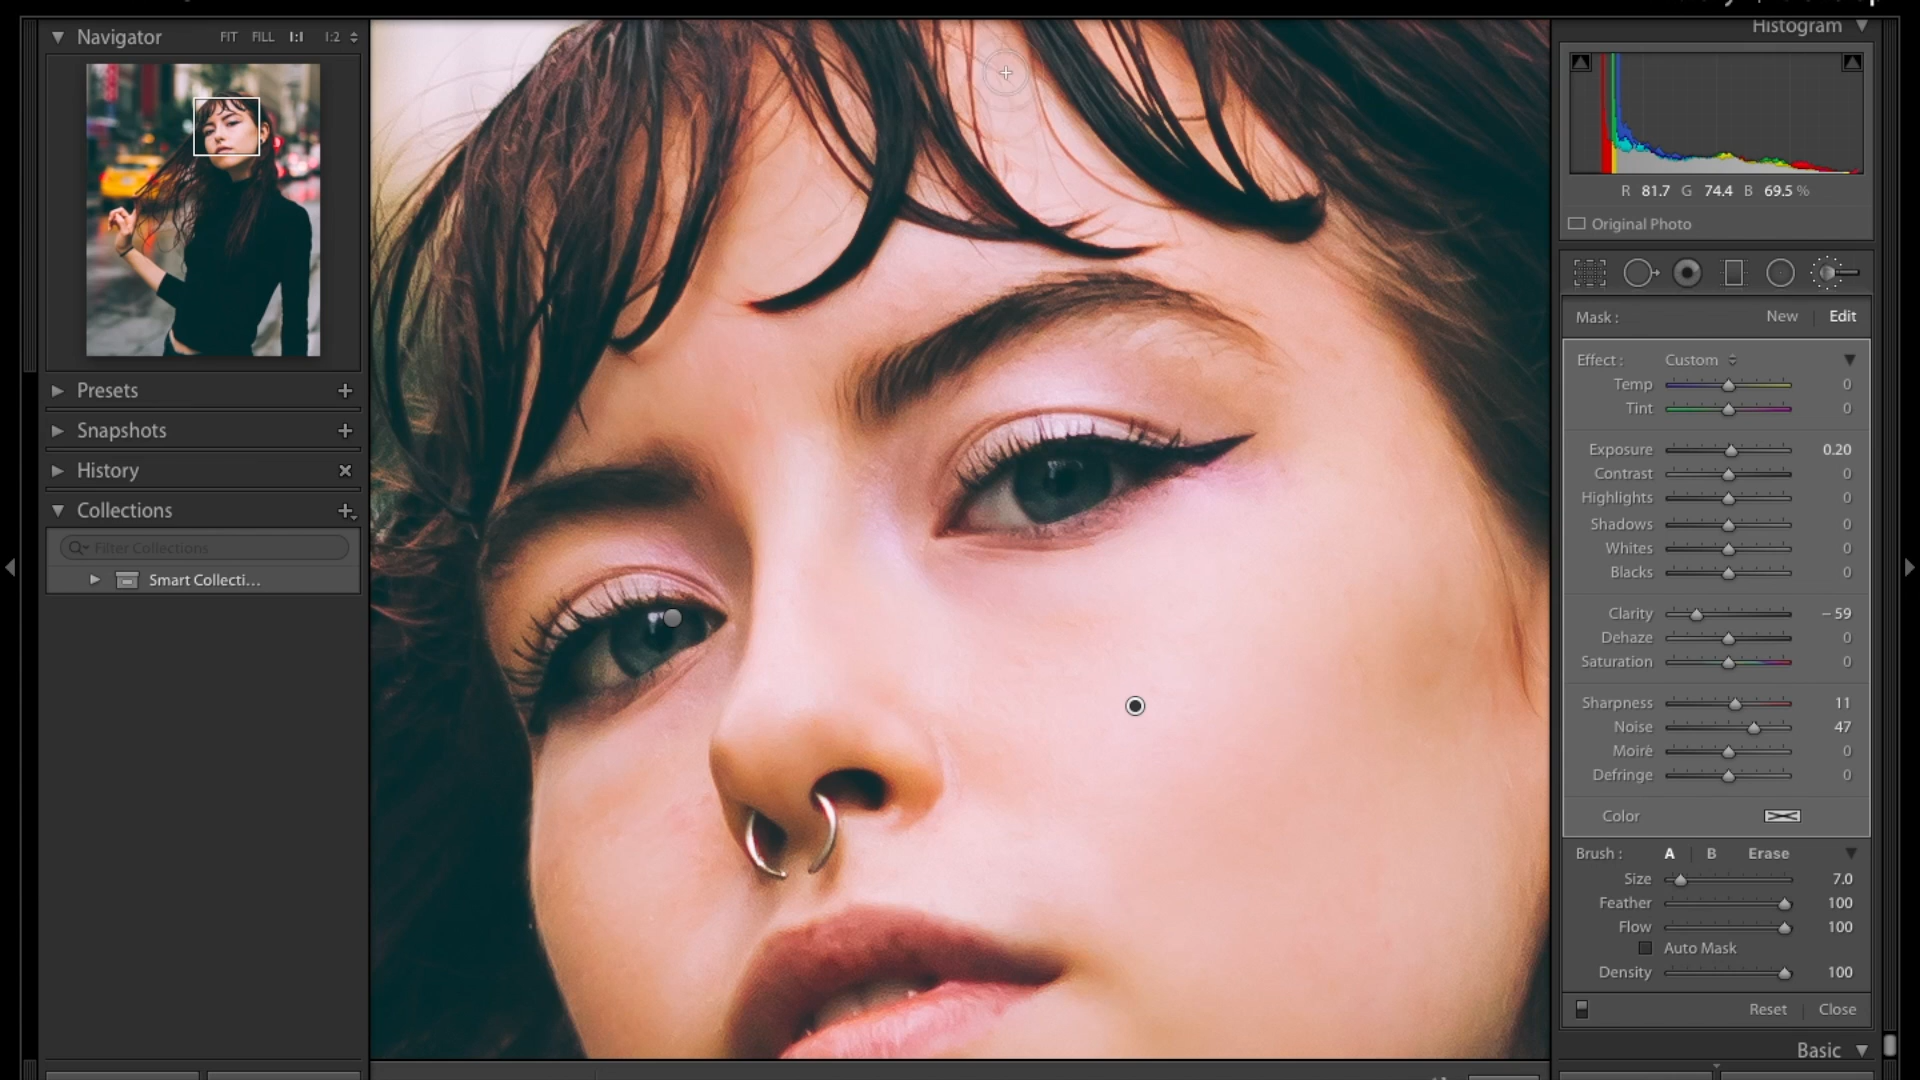 Navigator FIT FILL 1:1 1:2
Presets
Snapshots
History
Collections
Filter Collections
Smart Collecti...
Histogram
R 81.7 G 74.4 B 69.5 %
Original Photo
Mask : New Edit
Effect : Custom
Temp 0
Tint 0
Exposure 0.20
Contrast 0
Highlights 0
Shadows 0
Whites 0
Blacks 0
Clarity – 59
Dehaze 0
Saturation 0
Sharpness 11
Noise 47
Moiré 0
Defringe 0
Color
Brush : A B Erase
Size 7.0
Feather 100
Flow 100
Auto Mask
Density 100
Reset Close
Basic